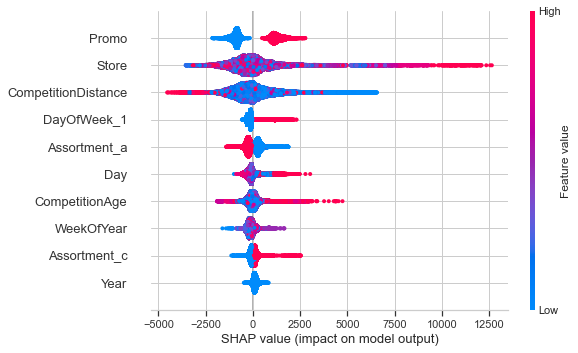 High
Promo
Store
CompetitionDistance
DayOfWeek_1
Assortment_a
Day
CompetitionAge
WeekOfYear
Assortment_c
Year
Feature value
Low
−5000 −2500 0 2500 5000 7500 10000 12500
SHAP value (impact on model output)